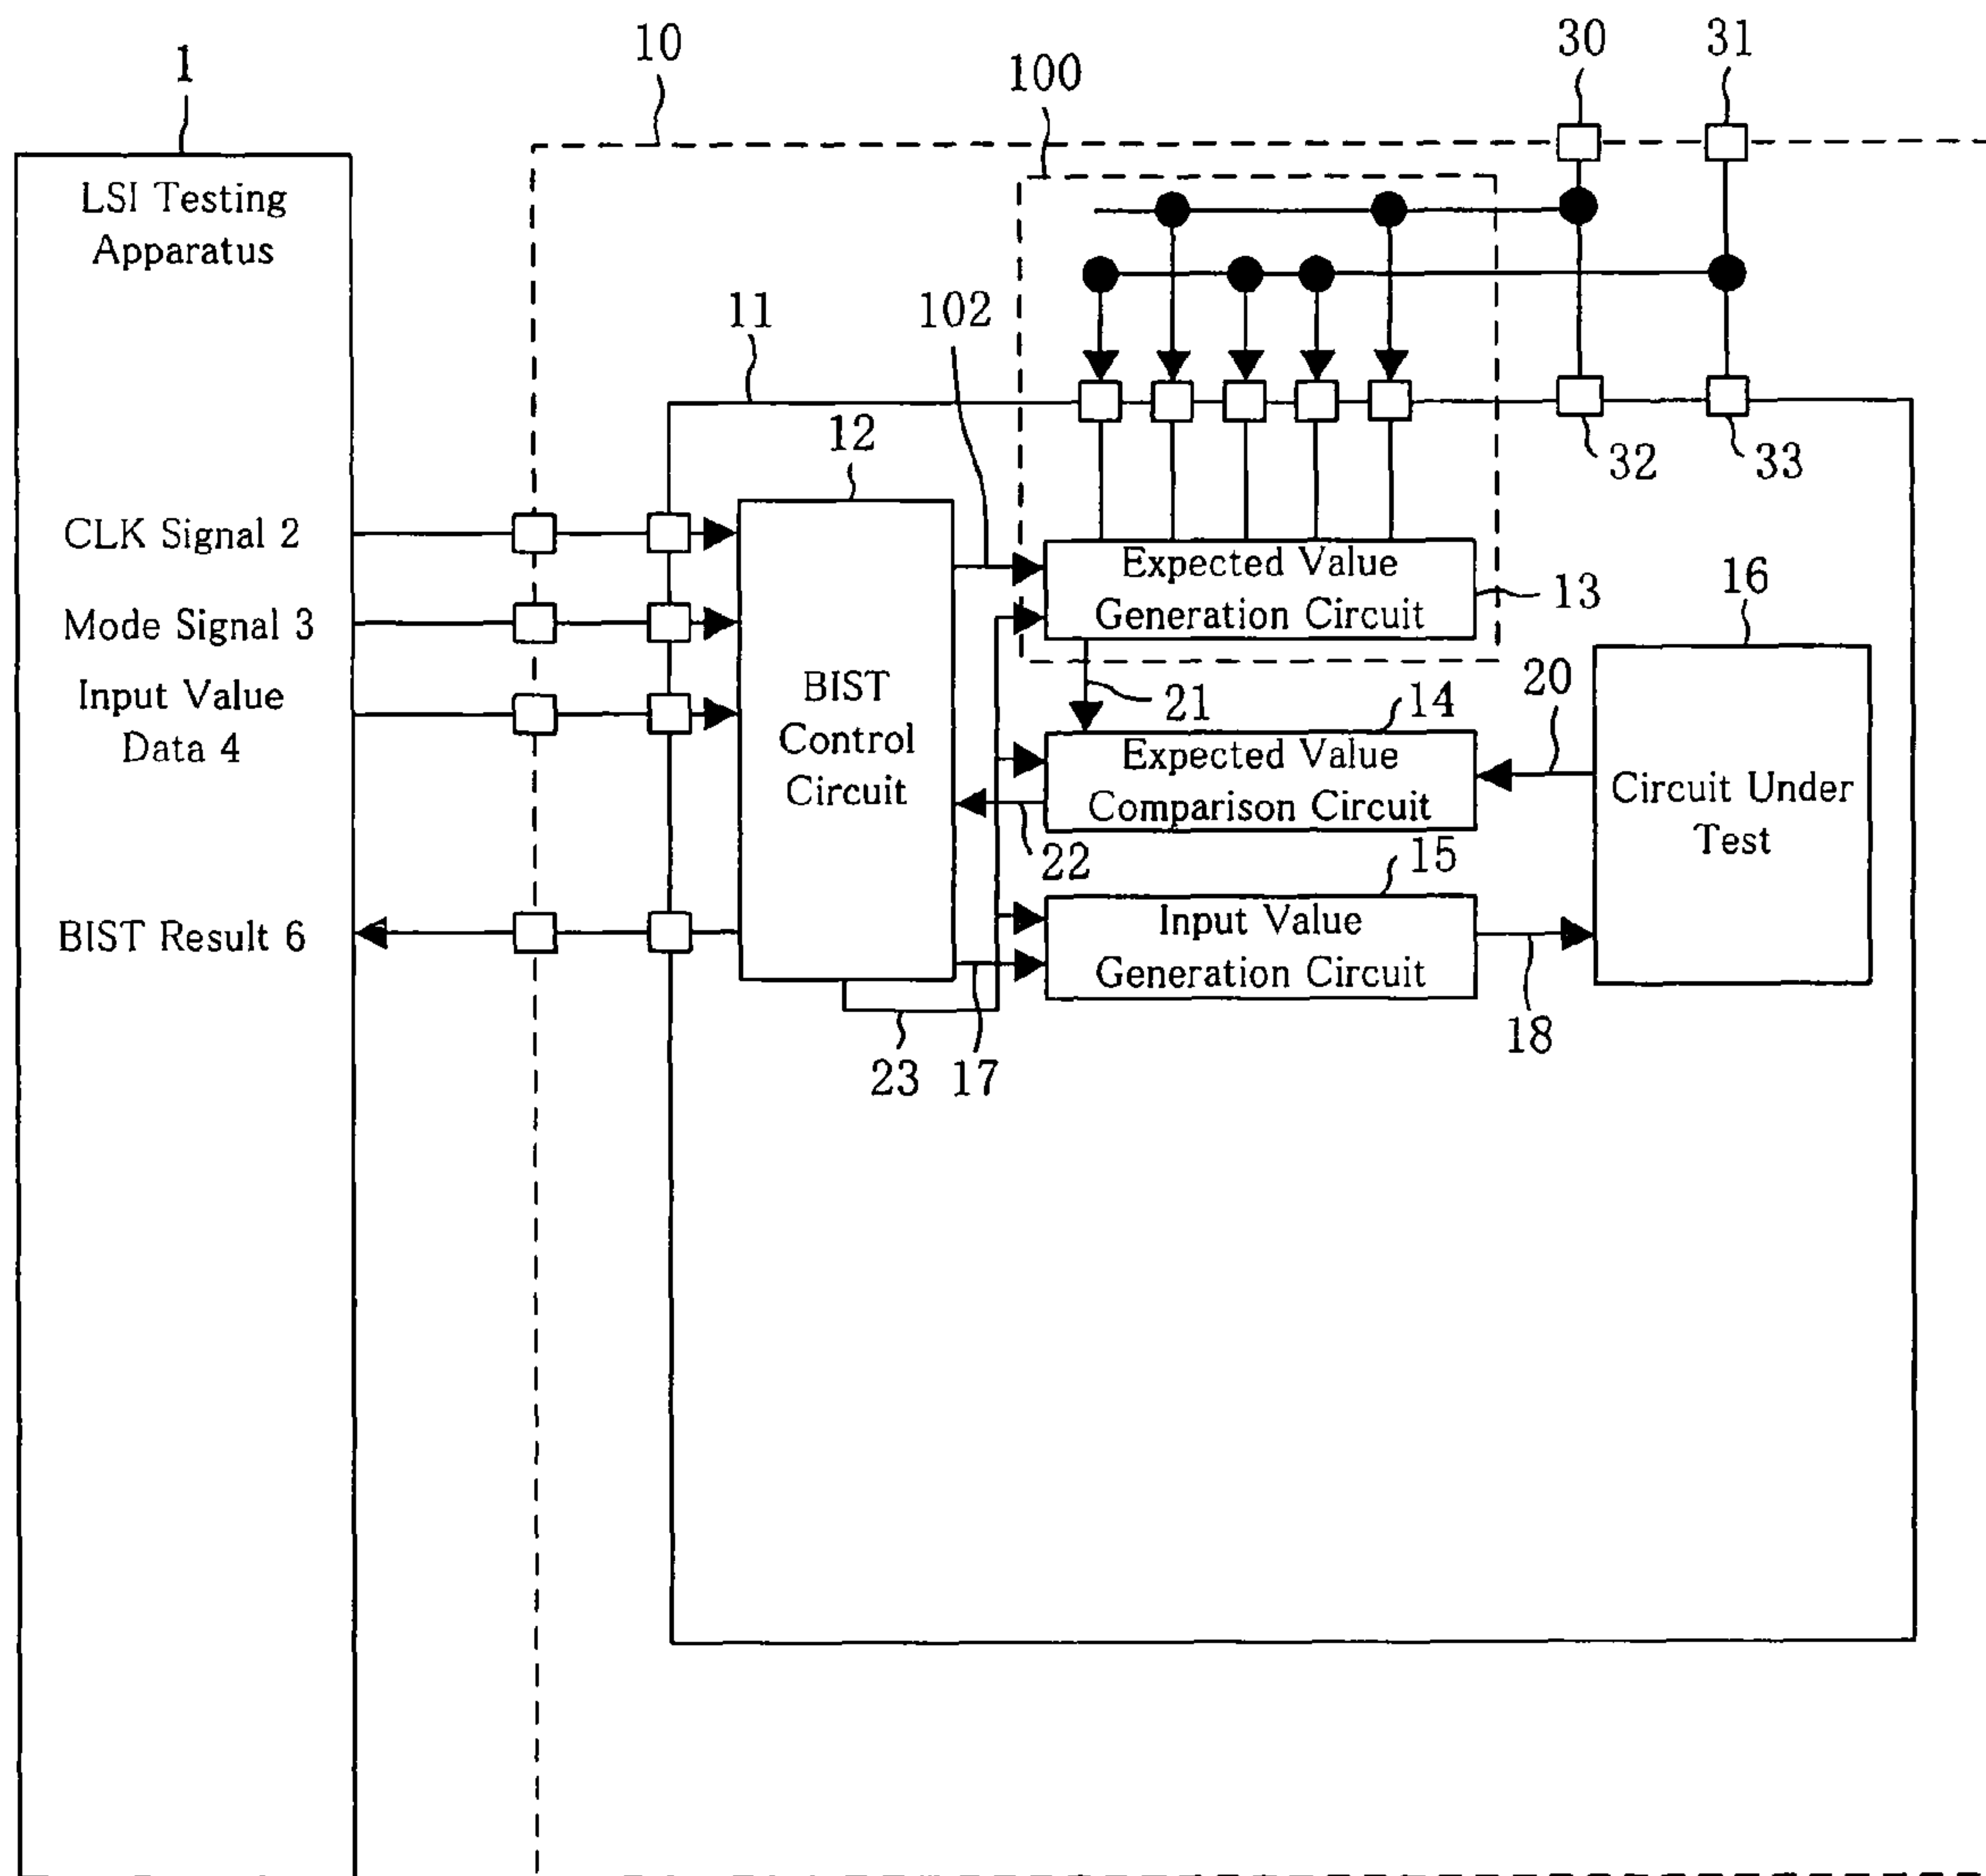 1
10
100
30
31
LSI Testing
Apparatus
11
102
12
32
33
CLK Signal 2
Mode Signal 3
Input Value
Data 4
BIST Result 6
BIST
Control
Circuit
Expected Value
Generation Circuit
13
16
21
14
20
Expected Value
Comparison Circuit
22
15
Circuit Under
Test
Input Value
Generation Circuit
23
17
18